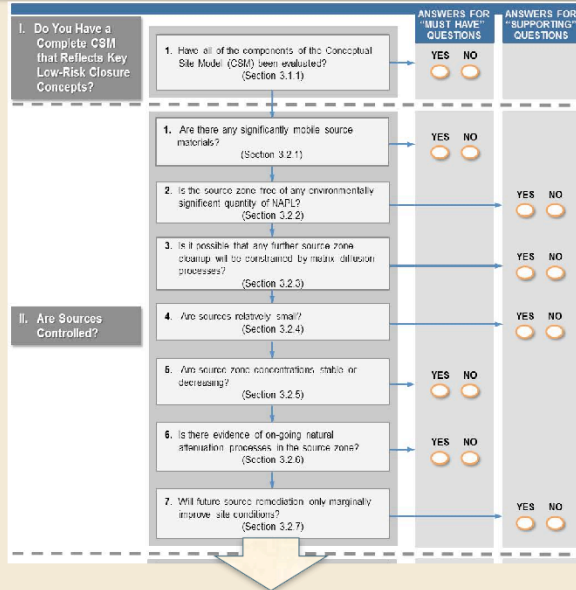 ANSWERS FOR
"MUST HAVE"
QUESTIONS
ANSWERS FOR
"SUPPORTING"
QUESTIONS
I. Do You Have a
Complete CSM
that Reflects Key
Low-Risk Closure
Concepts?
1. Have all of the components of the Conceptual
Site Model (CSM) been evaluated?
(Section 3.1.1)
YES NO
II. Are Sources
Controlled?
1. Are there any significantly mobile source
materials?
(Section 3.2.1)
YES NO
2. Is the source zone free of any environmentally
significant quantity of NAPL?
(Section 3.2.2)
YES NO
3. Is it possible that any further source zone
cleanup will be constrained by matrix diffusion
processes?
(Section 3.2.3)
YES NO
4. Are sources relatively small?
(Section 3.2.4)
YES NO
5. Are source zone concentrations stable or
decreasing?
(Section 3.2.5)
YES NO
6. Is there evidence of on-going natural
attenuation processes in the source zone?
(Section 3.2.6)
YES NO
7. Will future source remediation only marginally
improve site conditions?
(Section 3.2.7)
YES NO